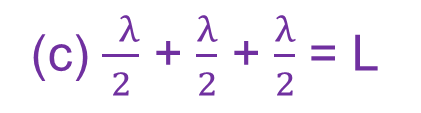 (c) λ/2 + λ/2 + λ/2 = L